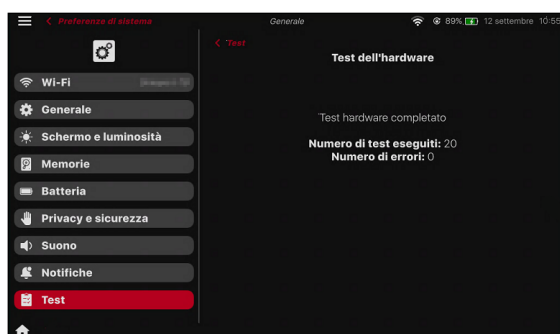 Preferenze di sistema
Generale
89%
12 settembre 10:55
Test
Test dell'hardware
Wi-Fi
Generale
Schermo e luminosità
Memorie
Batteria
Privacy e sicurezza
Suono
Notifiche
Test
Test hardware completato
Numero di test eseguiti: 20
Numero di errori: 0